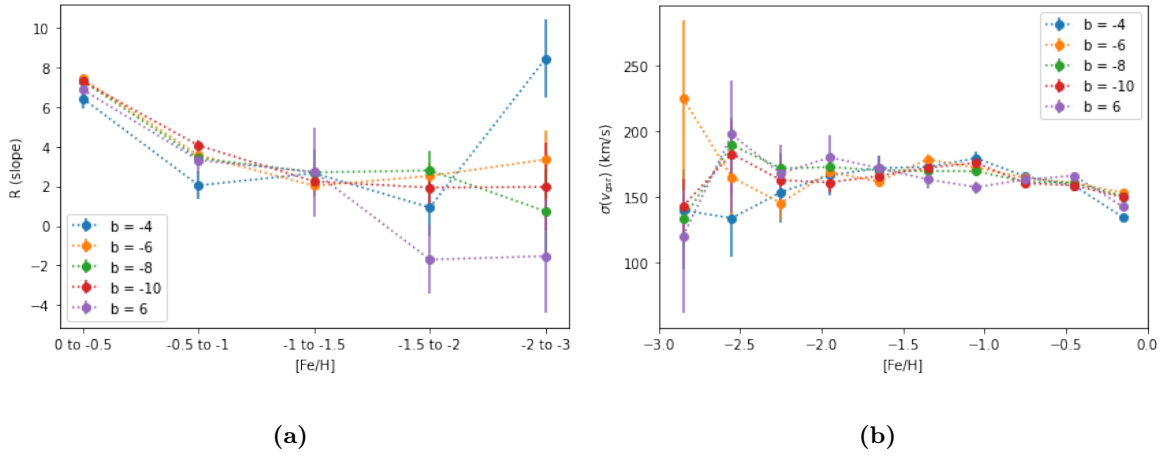 10
8
6
4
2
0
−2
−4
R (slope)
b = -4
b = -6
b = -8
b = -10
b = 6
0 to -0.5
-0.5 to -1
-1 to -1.5
-1.5 to -2
-2 to -3
[Fe/H]
(a)
250
200
150
100
σ(v_gsr) (km/s)
b = -4
b = -6
b = -8
b = -10
b = 6
−3.0
−2.5
−2.0
−1.5
−1.0
−0.5
0.0
[Fe/H]
(b)